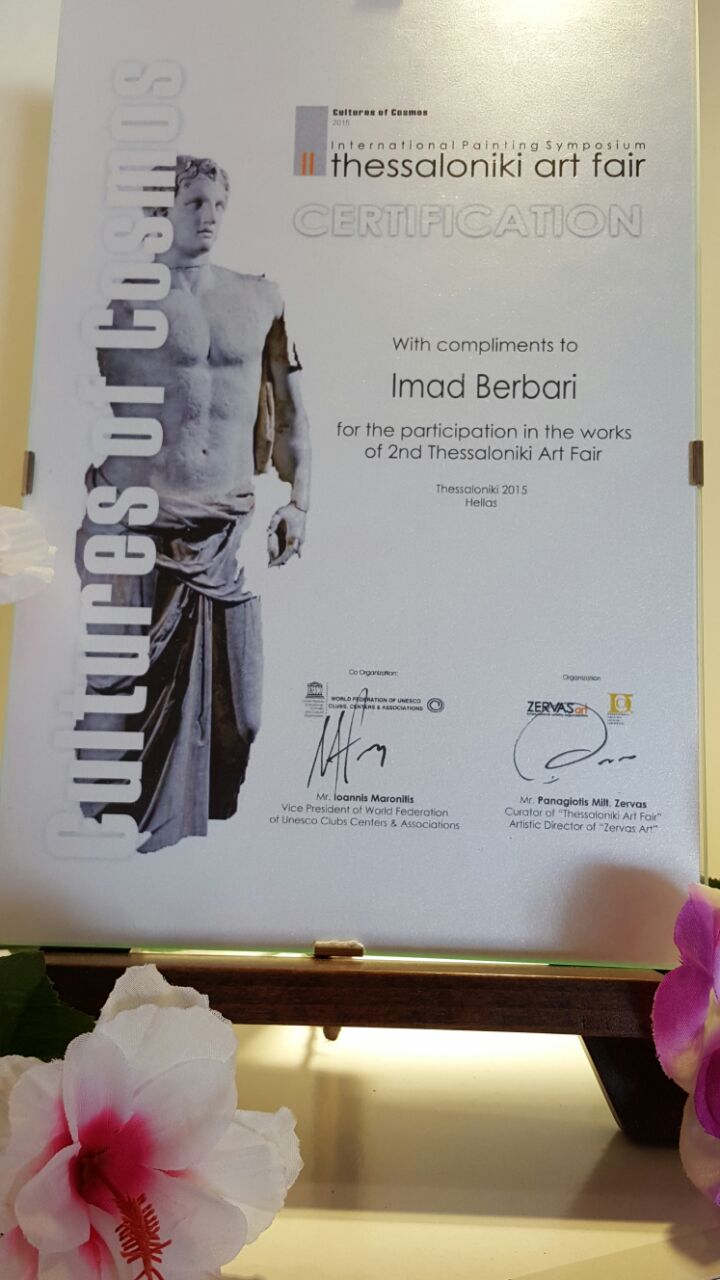 Cultures of Cosmos
Cultures of Cosmos
2015
International Painting Symposium
II thessaloniki art fair
CERTIFICATION
With compliments to
Imad Berbari
for the participation in the works
of 2nd Thessaloniki Art Fair
Thessaloniki 2015
Hellas
Co Organization:
WORLD FEDERATION OF UNESCO
CLUBS, CENTERS & ASSOCIATIONS
Mr. Ioannis Maronitis
Vice President of World Federation
of Unesco Clubs Centers & Associations
Organization
ZERVAS art
Mr. Panagiotis Milt. Zervas
Curator of "Thessaloniki Art Fair"
Artistic Director of "Zervas Art"